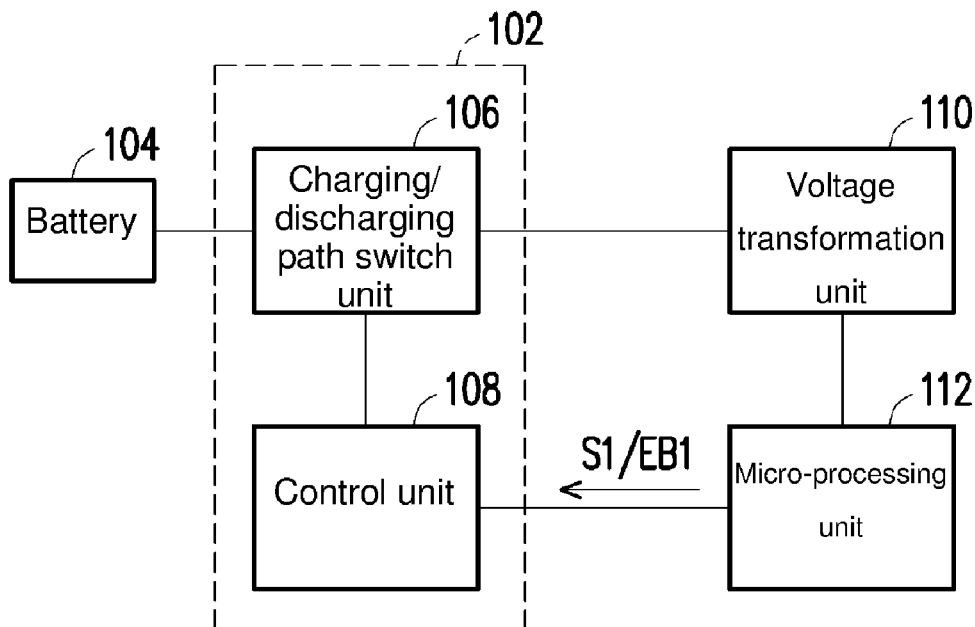 102
106
110
104
Battery
Charging/
discharging
path switch
unit
Voltage
transformation
unit
108
112
S1/EB1
Control unit
Micro-processing
unit